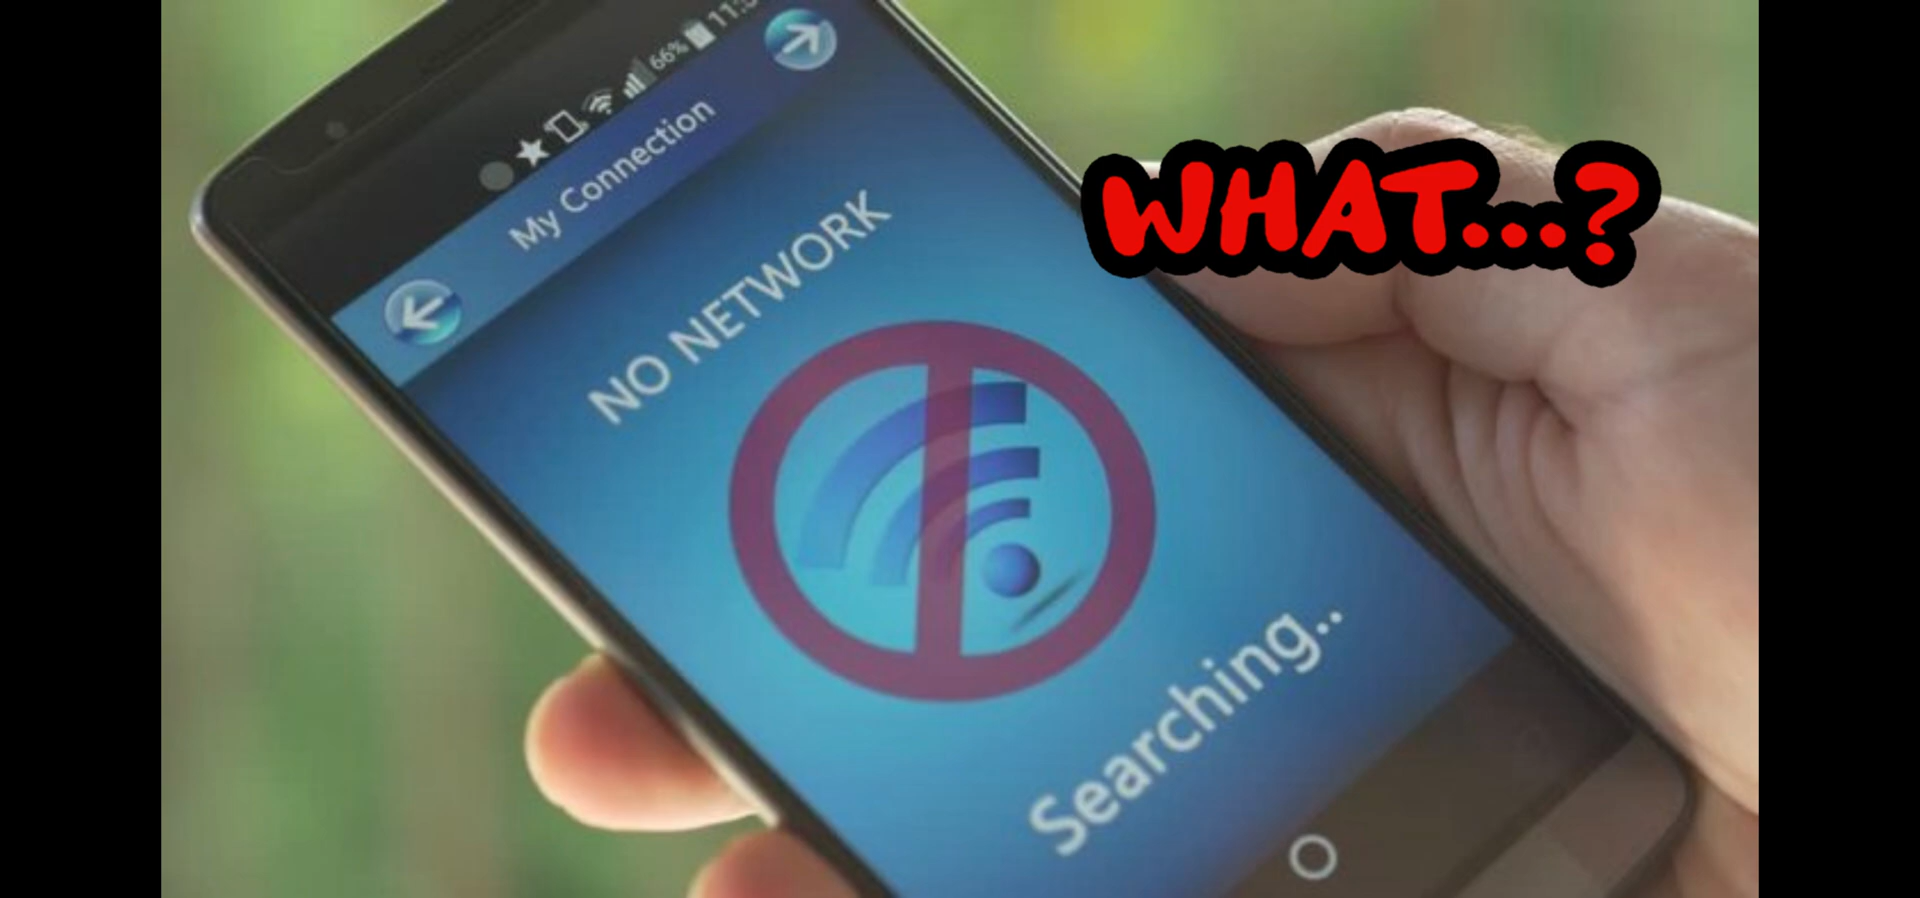 66%
My Connection
NO NETWORK
WHAT...?
Searching..